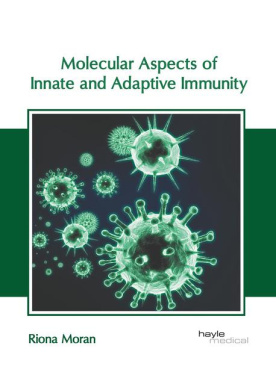 Molecular Aspects of
Innate and Adaptive Immunity
Riona Moran
hayle
medical